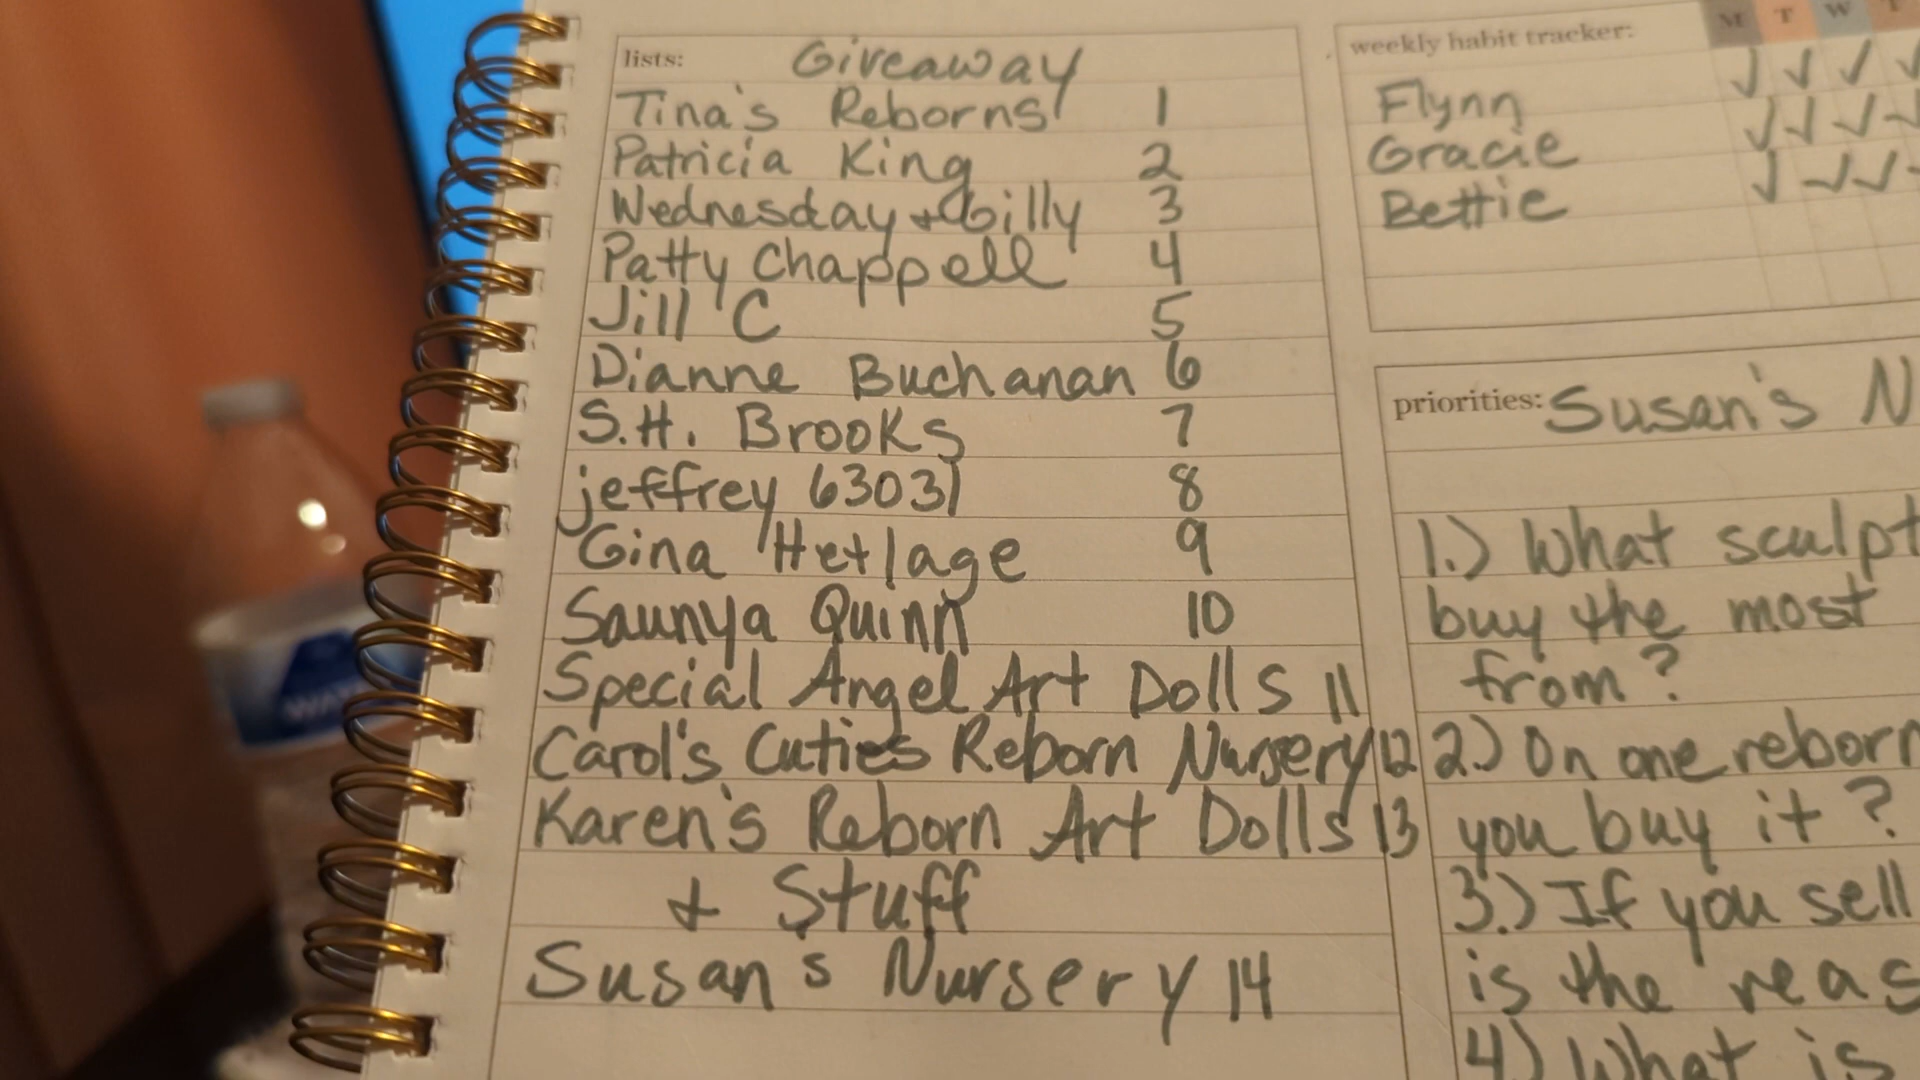 lists: Giveaway
Tina's Reborns 1
Patricia King 2
Wednesday + Gilly 3
Patty Chappell 4
Jill C 5
Dianne Buchanan 6
S.H. Brooks 7
jeffrey 63031 8
Gina Hetlage 9
Saunya Quinn 10
Special Angel Art Dolls 11
Carol's Cuties Reborn Nursery 12
Karen's Reborn Art Dolls 13
+ Stuff
Susan's Nursery 14
weekly habit tracker: M T W T
Flynn ✓ ✓ ✓ ✓
Gracie ✓ ✓ ✓ ✓
Bettie ✓ ✓ ✓
priorities: Susan's N
1.) What sculpt
buy the most
from?
2.) On one reborn
you buy it?
3.) If you sell
is the reas
4.) What is